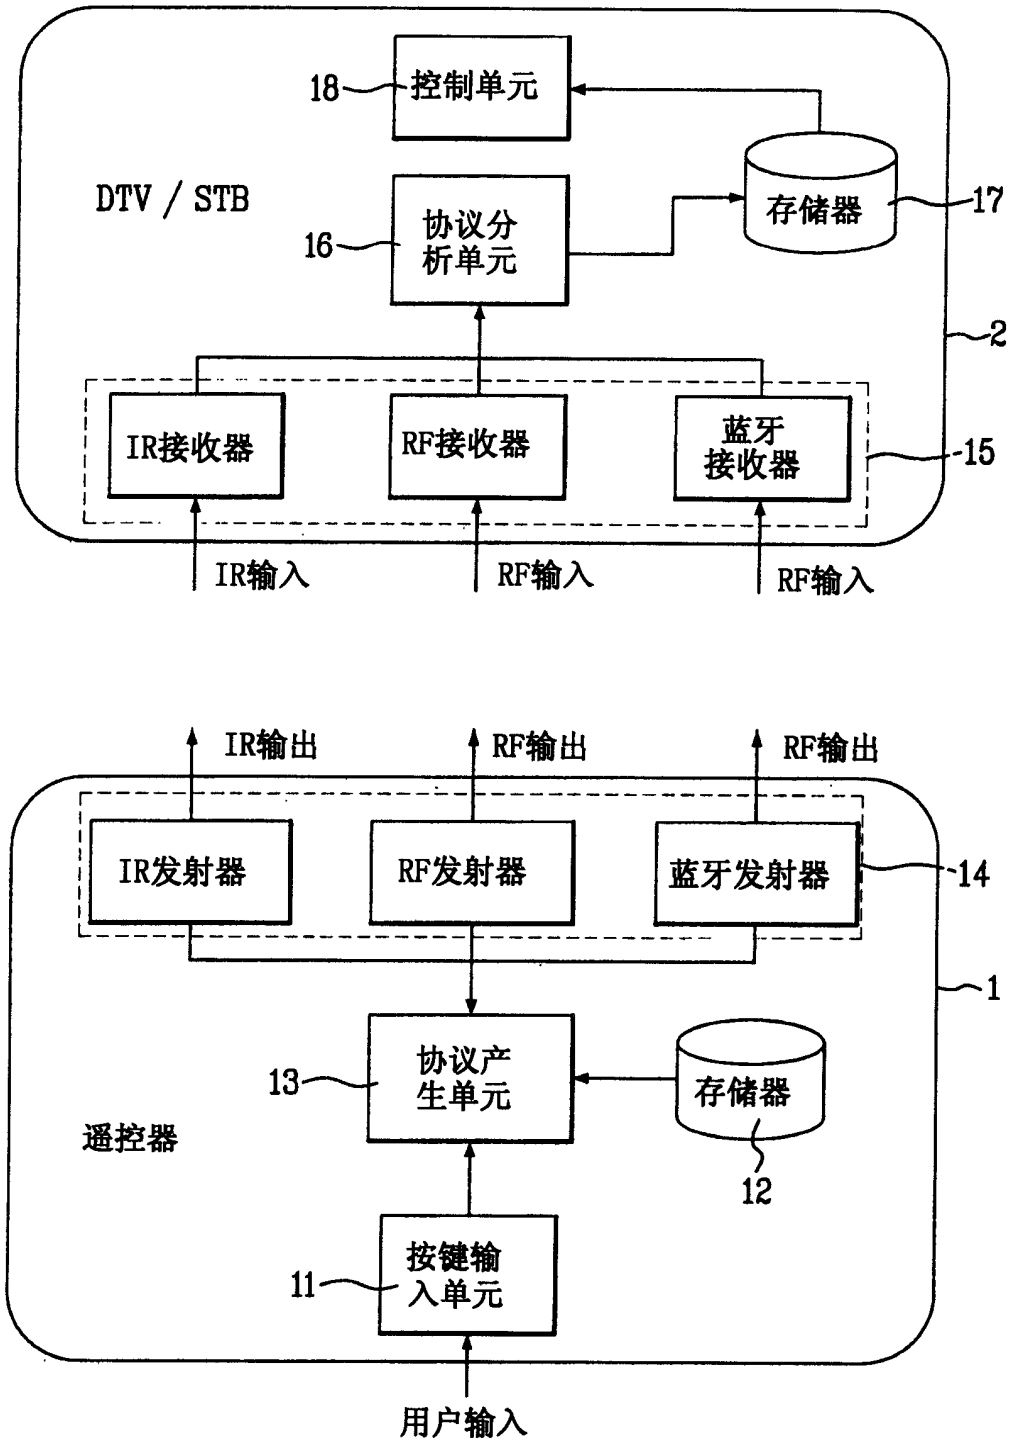 18
控制单元
DTV / STB
16
协议分
析单元
存储器
17
2
IR接收器
RF接收器
蓝牙
接收器
15
IR输入
RF输入
RF输入
IR输出
RF输出
RF输出
IR发射器
RF发射器
蓝牙发射器
14
1
13
协议产
生单元
存储器
12
遥控器
11
按键输
入单元
用户输入